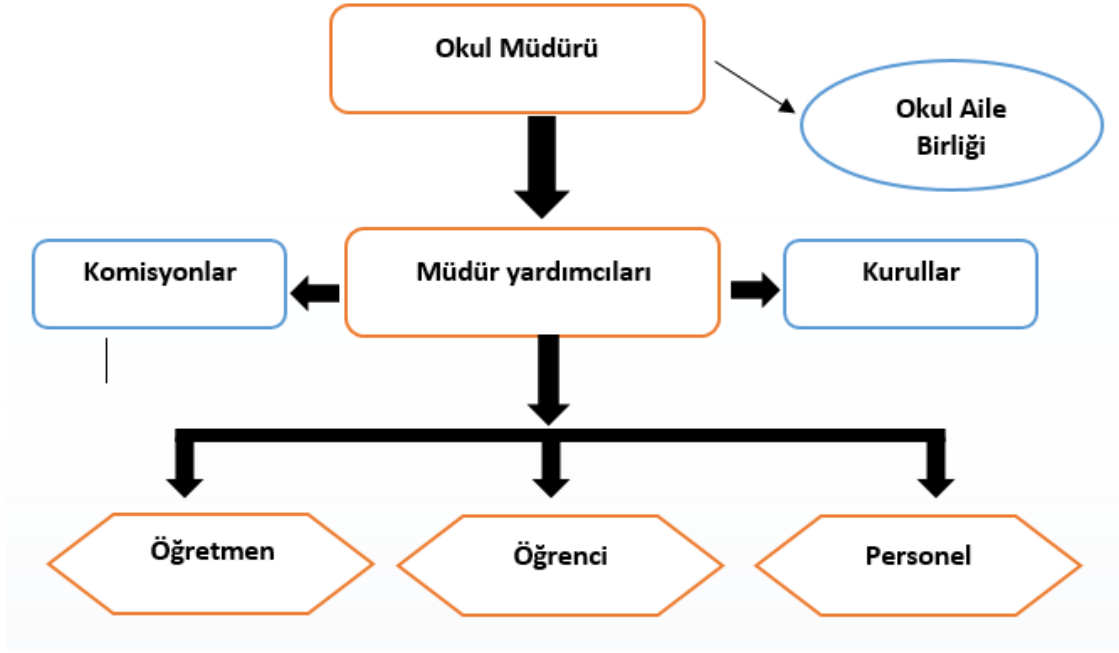 Okul Müdürü
Okul Aile
Birliği
Komisyonlar
Müdür yardımcıları
Kurullar
Öğretmen
Öğrenci
Personel